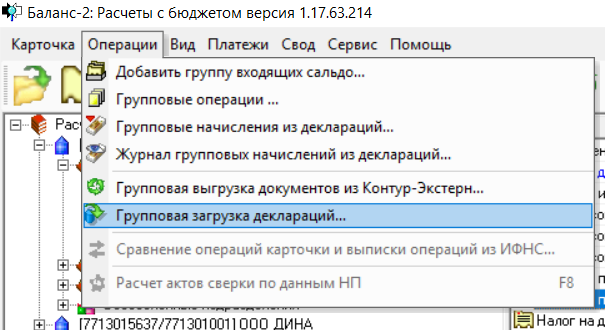 Баланс-2: Расчеты с бюджетом версия 1.17.63.214
Карточка Операции Вид Платежи Свод Сервис Помощь
Добавить группу входящих сальдо...
Групповые операции ...
Групповые начисления из деклараций...
Журнал групповых начислений из деклараций...
Групповая выгрузка документов из Контур-Экстерн...
Групповая загрузка деклараций...
Сравнение операций карточки и выписки операций из ИФНС...
Расчет актов сверки по данным НП F8
[7713015637/771301001] ООО ДИНА
Налог на д